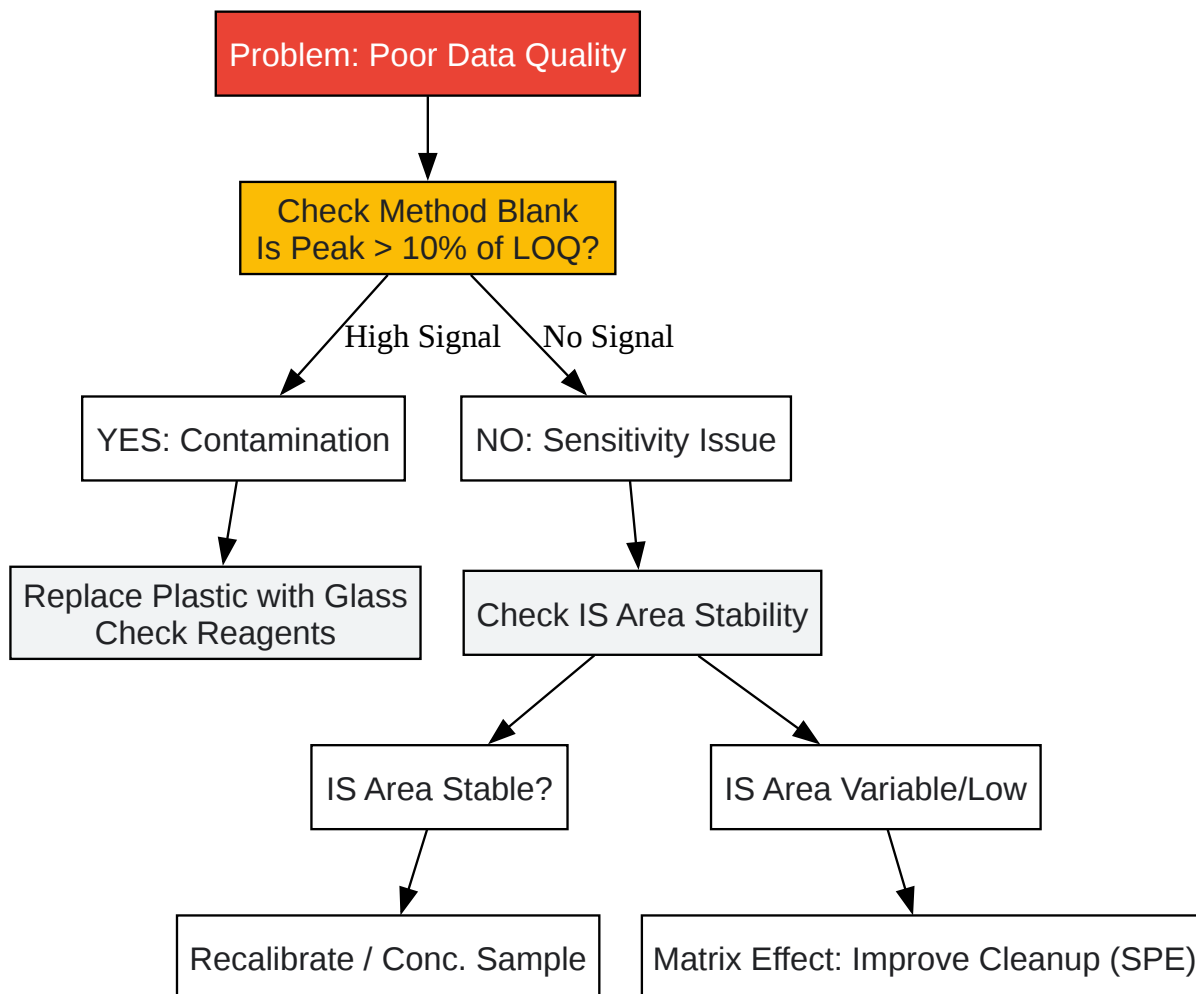 Problem: Poor Data Quality
Check Method Blank
Is Peak > 10% of LOQ?
High Signal
No Signal
YES: Contamination
NO: Sensitivity Issue
Replace Plastic with Glass
Check Reagents
Check IS Area Stability
IS Area Stable?
IS Area Variable/Low
Recalibrate / Conc. Sample
Matrix Effect: Improve Cleanup (SPE)